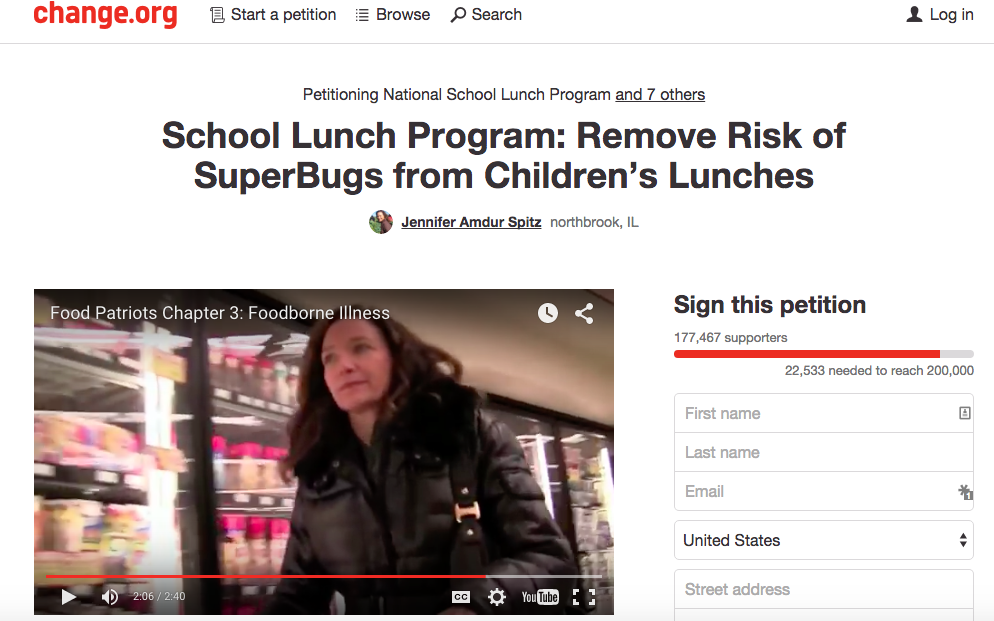 change.org
Start a petition
Browse
Search
Log in
Petitioning National School Lunch Program and 7 others
School Lunch Program: Remove Risk of
SuperBugs from Children’s Lunches
Jennifer Amdur Spitz northbrook, IL
Food Patriots Chapter 3: Foodborne Illness
2:06 / 2:40
CC
YouTube
Sign this petition
177,467 supporters
22,533 needed to reach 200,000
First name
Last name
Email
1
United States
Street address